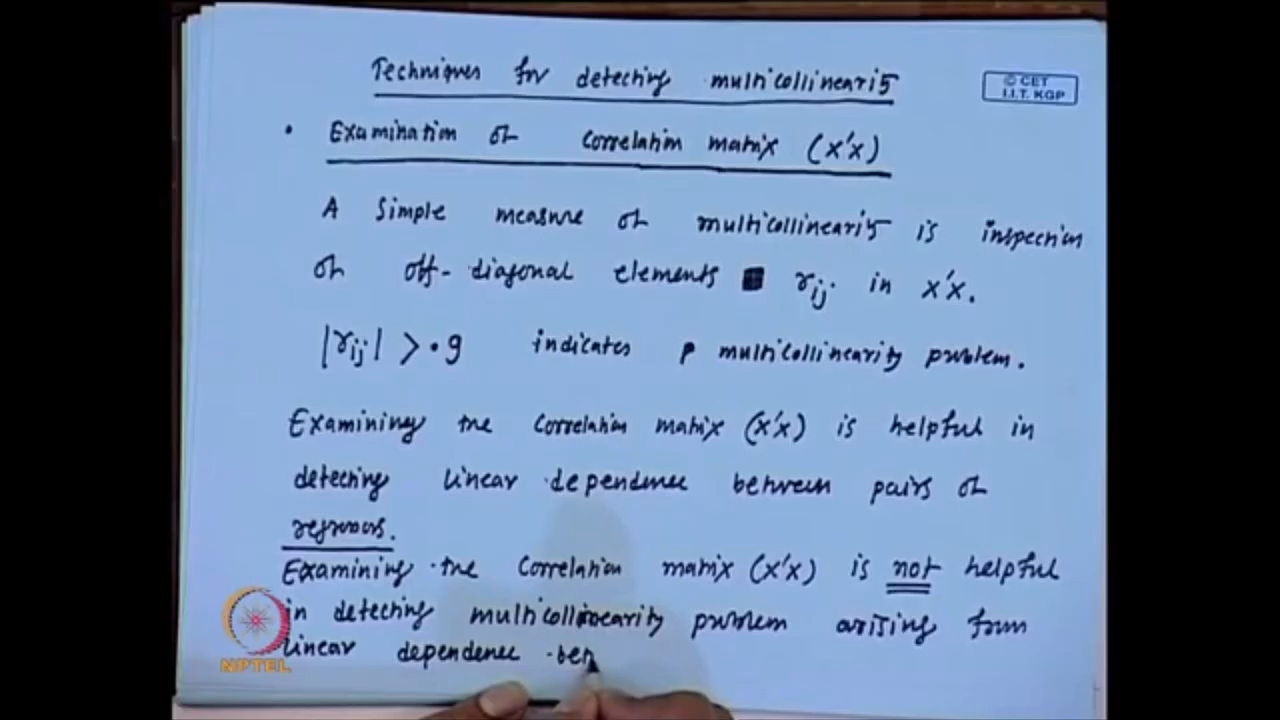 Techniques for detecting multicollinearity
© CET
I.I.T. KGP
• Examination of correlation matrix (x'x)
A simple measure of multicollinearity is inspection
of off-diagonal elements rij in x'x.
|rij| > .9 indicates multicollinearity problem.
Examining the correlation matrix (x'x) is helpful in
detecting linear dependence between pairs of
regressors.
Examining the correlation matrix (x'x) is not helpful
in detecting multicollinearity problem arising from
linear dependence bet
NPTEL